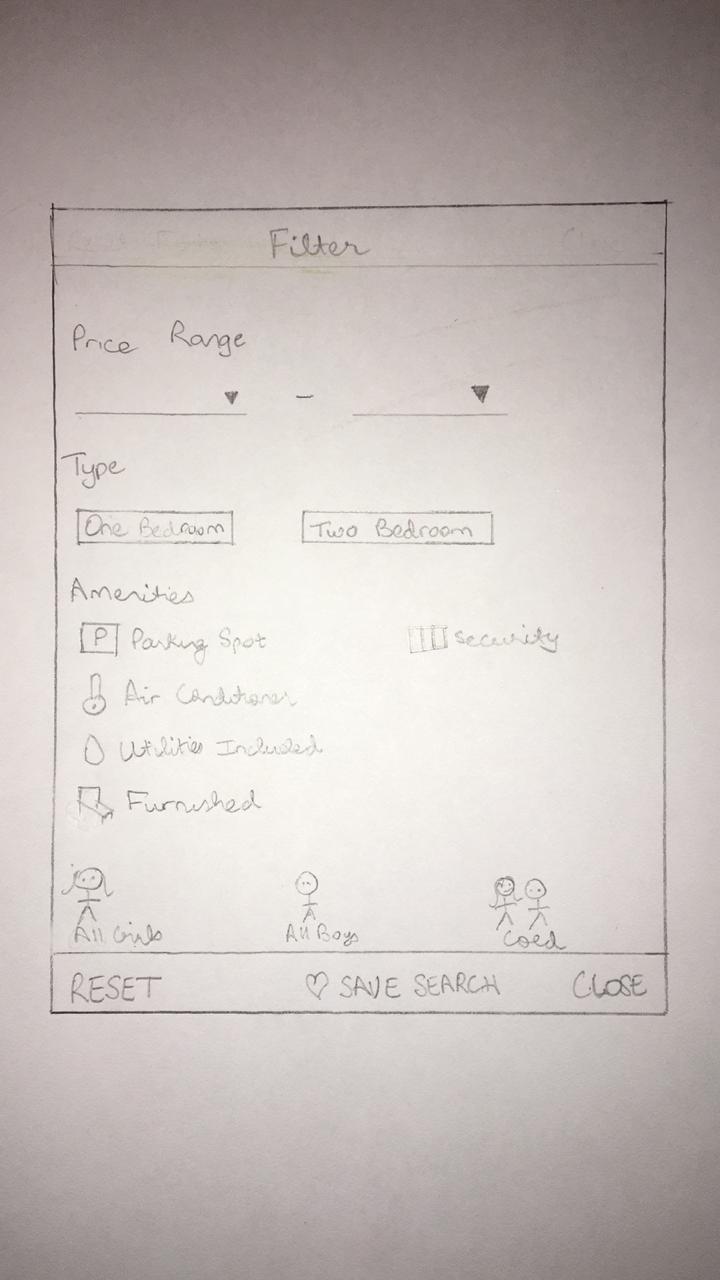 Filter
Price Range
–
Type
One Bedroom
Two Bedroom
Amenities
P Parking Spot
Security
Air Conditioner
Utilities Included
Furnished
All Girls
All Boys
Coed
RESET
♡ SAVE SEARCH
CLOSE